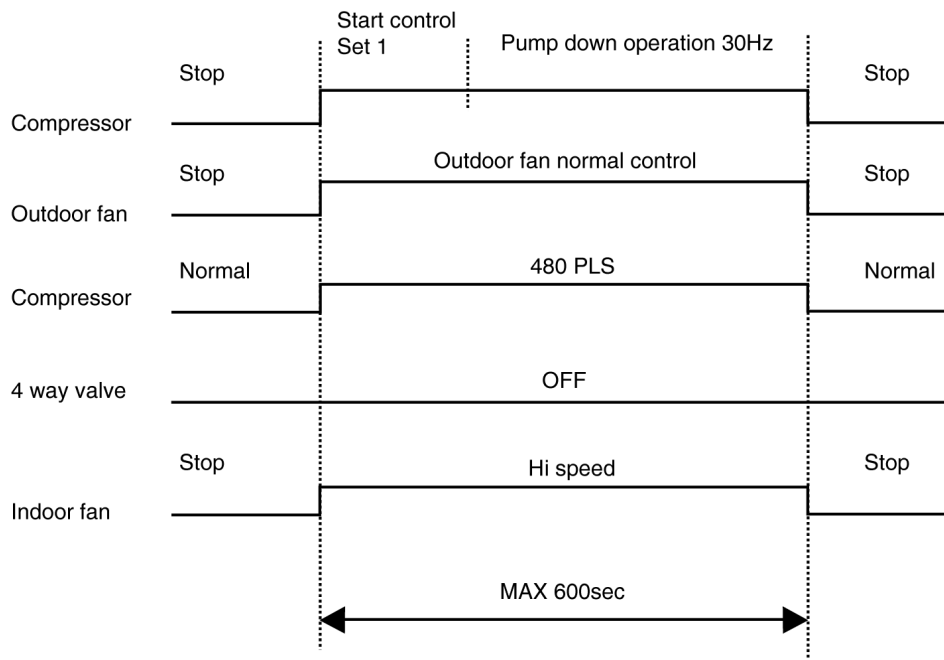 Start control
Set 1
Pump down operation 30Hz
Stop
Stop
Compressor
Outdoor fan normal control
Stop
Stop
Outdoor fan
Normal
480 PLS
Normal
Compressor
OFF
4 way valve
Stop
Hi speed
Stop
Indoor fan
MAX 600sec